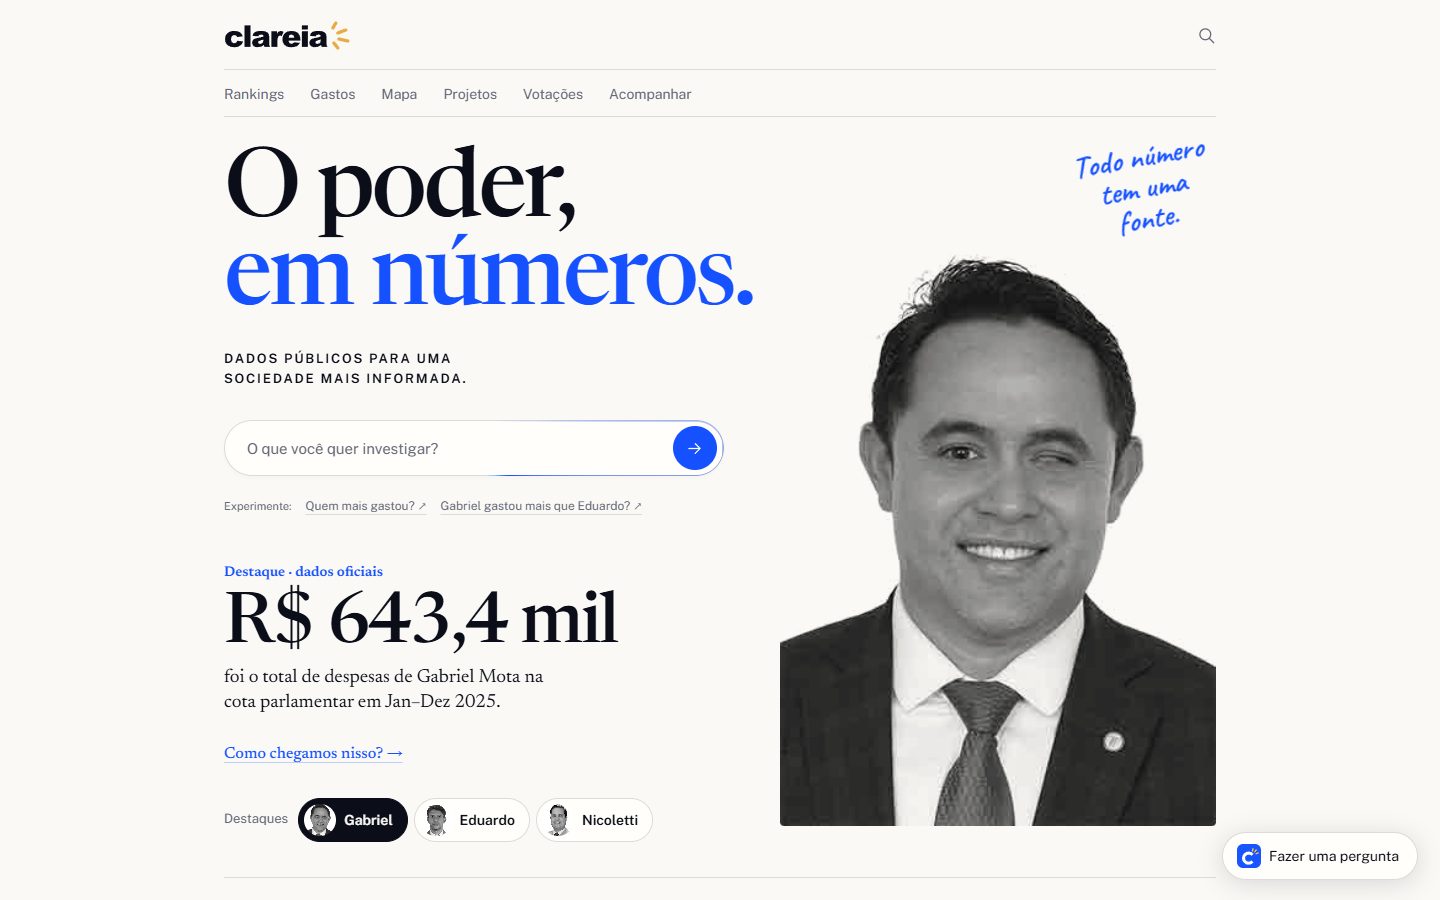 clareia
Rankings Gastos Mapa Projetos Votações Acompanhar
O poder,
em números.
Todo número
tem uma
fonte.
DADOS PÚBLICOS PARA UMA
SOCIEDADE MAIS INFORMADA.
O que você quer investigar? →
Experimente: Quem mais gastou? ↗ Gabriel gastou mais que Eduardo? ↗
Destaque · dados oficiais
R$ 643,4 mil
foi o total de despesas de Gabriel Mota na
cota parlamentar em Jan–Dez 2025.
Como chegamos nisso? →
Destaques Gabriel Eduardo Nicoletti
Fazer uma pergunta